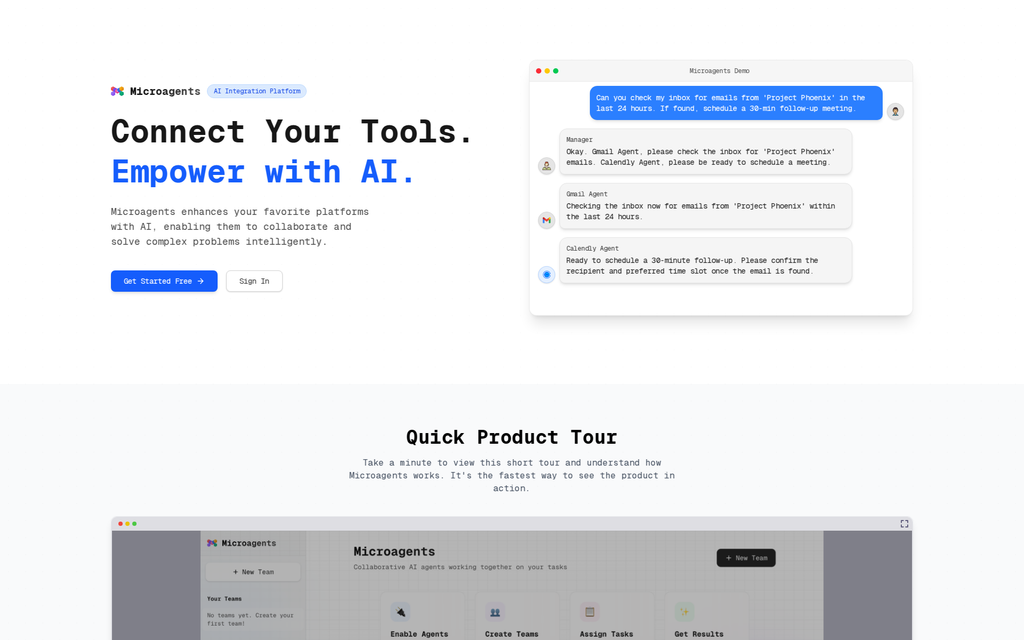 Microagents AI Integration Platform
Connect Your Tools.
Empower with AI.
Microagents enhances your favorite platforms
with AI, enabling them to collaborate and
solve complex problems intelligently.
Get Started Free →
Sign In
Microagents Demo
Can you check my inbox for emails from 'Project Phoenix' in the
last 24 hours. If found, schedule a 30-min follow-up meeting.
Manager
Okay. Gmail Agent, please check the inbox for 'Project Phoenix'
emails. Calendly Agent, please be ready to schedule a meeting.
Gmail Agent
Checking the inbox now for emails from 'Project Phoenix' within
the last 24 hours.
Calendly Agent
Ready to schedule a 30-minute follow-up. Please confirm the
recipient and preferred time slot once the email is found.
Quick Product Tour
Take a minute to view this short tour and understand how
Microagents works. It's the fastest way to see the product in
action.
Microagents
+ New Team
Your Teams
No teams yet. Create your
first team!
Microagents
Collaborative AI agents working together on your tasks
+ New Team
Enable Agents
Create Teams
Assign Tasks
Get Results